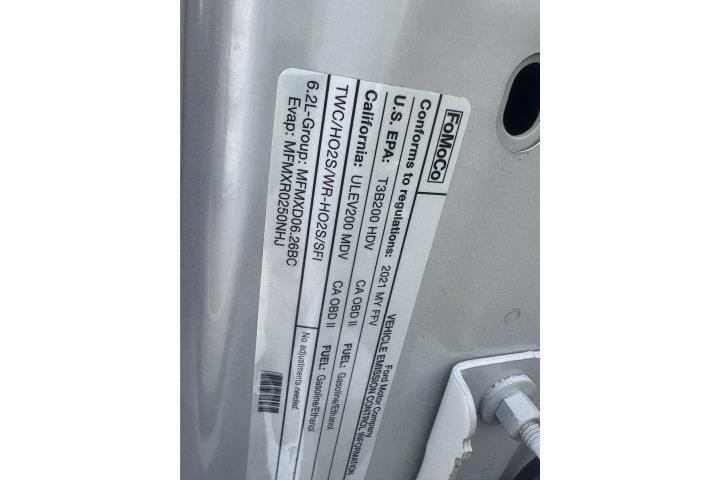 FoMoCo
Ford Motor Company
VEHICLE EMISSION CONTROL INFORMATION
Conforms to regulations: 2021 MY FFV
U.S. EPA: T3B200 HDV CA OBD II FUEL: Gasoline/Ethanol
California: ULEV200 MDV CA OBD II FUEL: Gasoline/Ethanol
TWC/HO2S/WR-HO2S/SFI
No adjustments needed.
6.2L-Group: MFMXD06.26BC
Evap: MFMXR0250NHJ